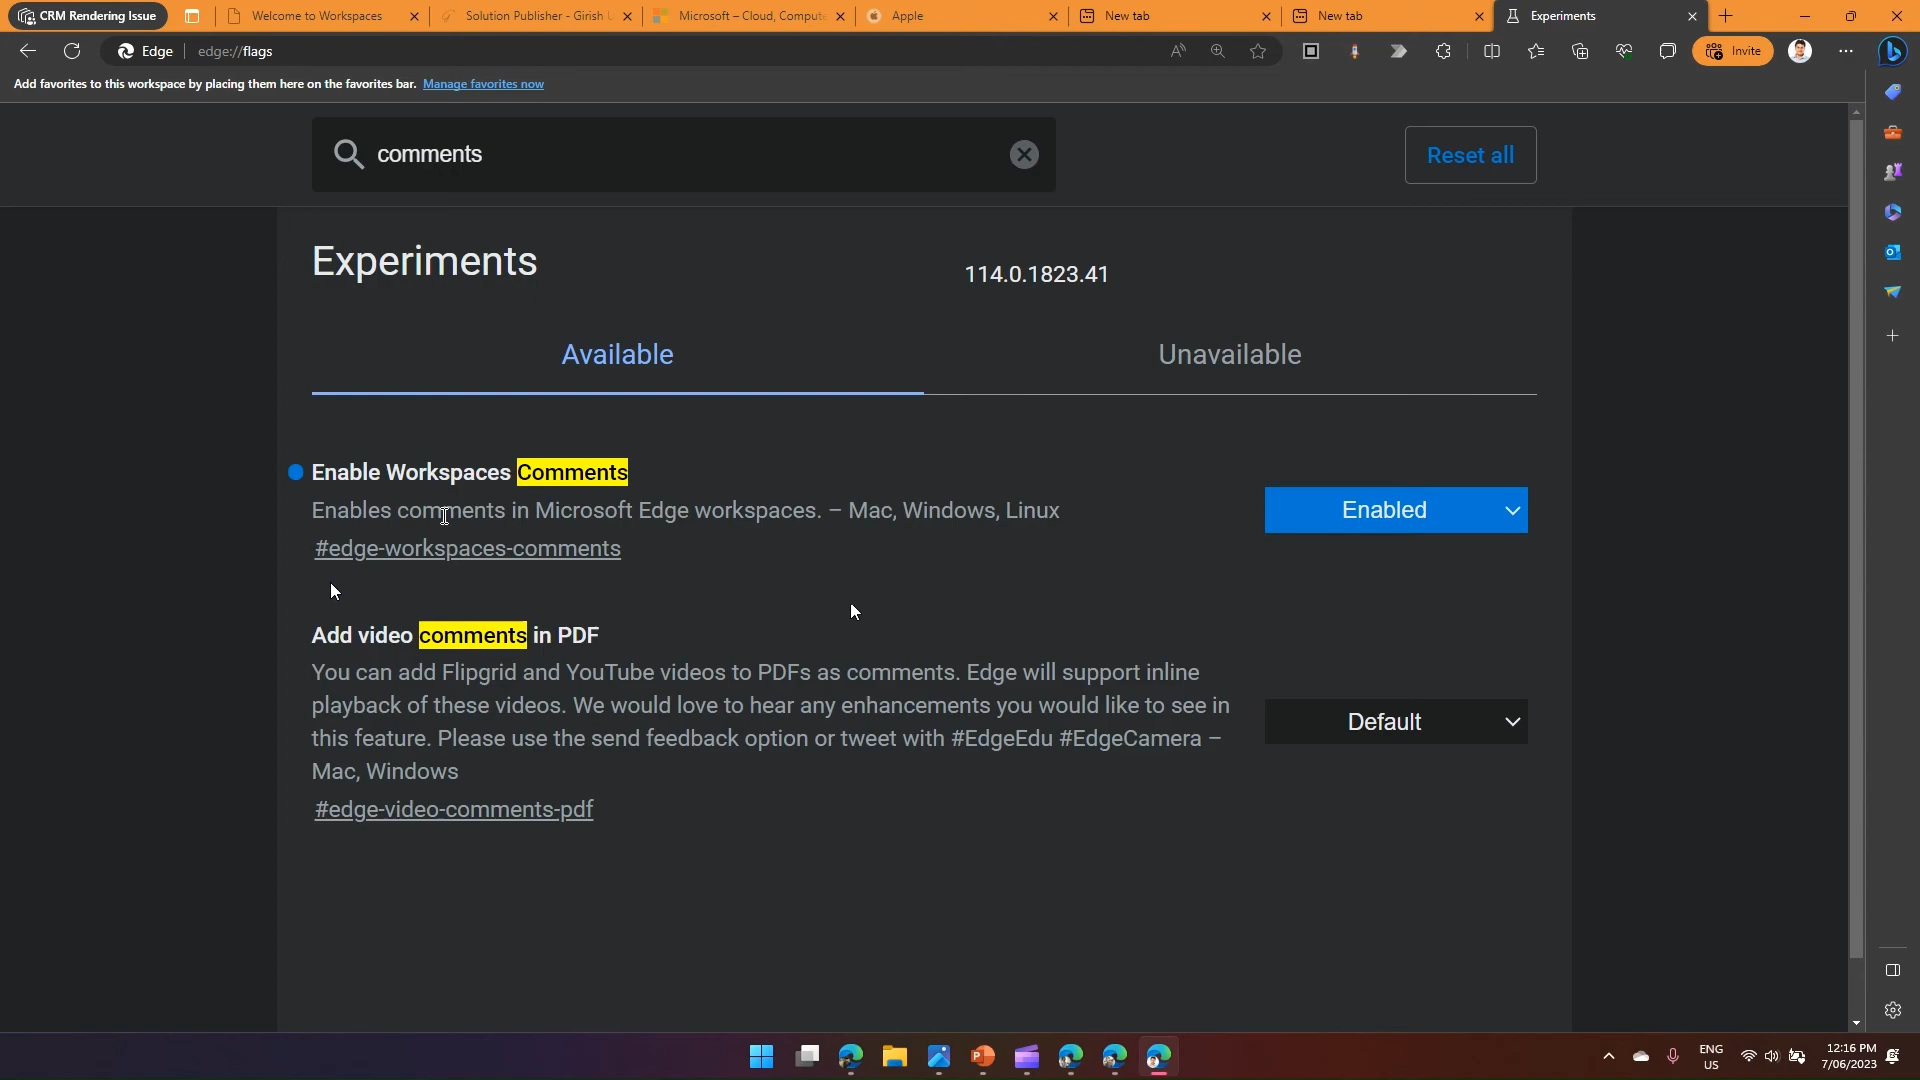 CRM Rendering Issue
Welcome to Workspaces
Solution Publisher - Girish U
Microsoft – Cloud, Compute
Apple
New tab
New tab
Experiments
Edge
edge://flags
Invite
Add favorites to this workspace by placing them here on the favorites bar. Manage favorites now
comments
Reset all
Experiments
114.0.1823.41
Available
Unavailable
Enable Workspaces Comments
Enables comments in Microsoft Edge workspaces. – Mac, Windows, Linux
#edge-workspaces-comments
Enabled
Add video comments in PDF
You can add Flipgrid and YouTube videos to PDFs as comments. Edge will support inline
playback of these videos. We would love to hear any enhancements you would like to see in
this feature. Please use the send feedback option or tweet with #EdgeEdu #EdgeCamera –
Mac, Windows
#edge-video-comments-pdf
Default
ENG
US
12:16 PM
7/06/2023